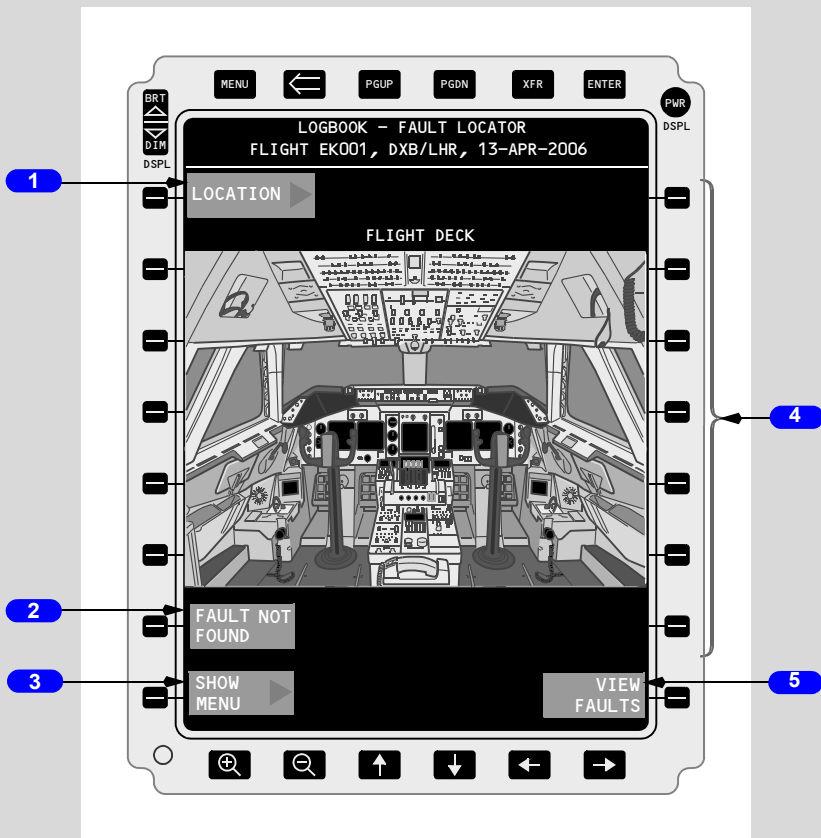 MENU PGUP PGDN XFR ENTER
BRT
DIM
DSPL
PWR
DSPL
LOGBOOK - FAULT LOCATOR
FLIGHT EK001, DXB/LHR, 13-APR-2006
1
LOCATION
FLIGHT DECK
4
2
FAULT NOT
FOUND
3
SHOW
MENU
VIEW
FAULTS
5